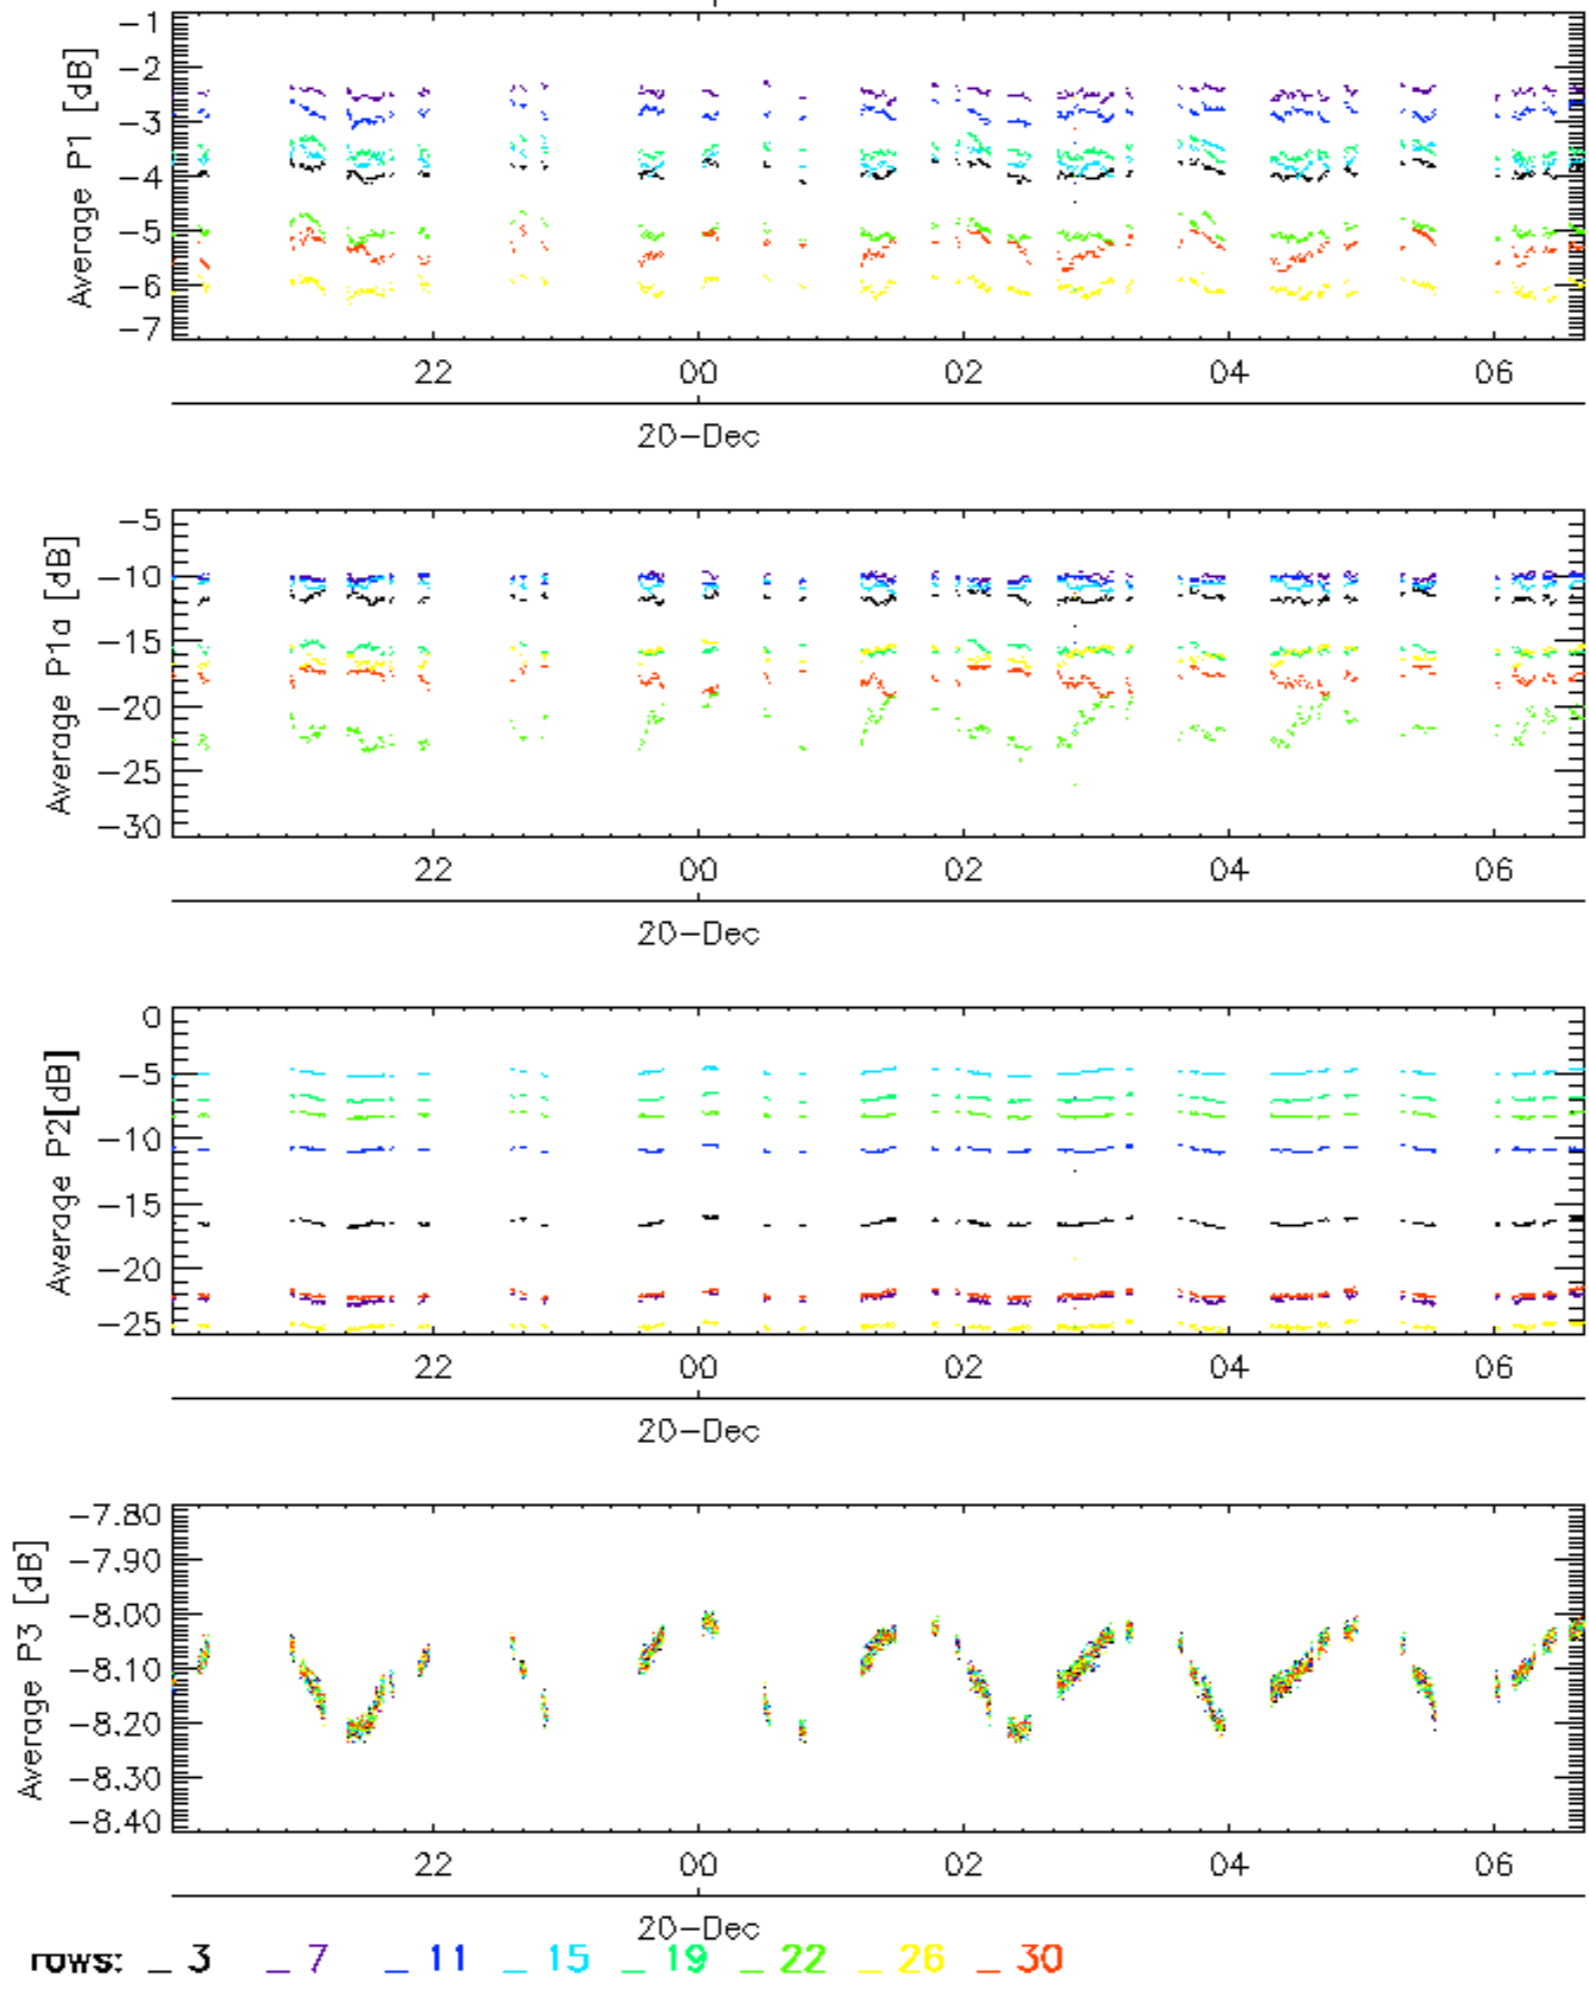 Average P1 [dB]
-1
-2
-3
-4
-5
-6
-7
22 00 02 04 06
20-Dec
Average P1a [dB]
-5
-10
-15
-20
-25
-30
22 00 02 04 06
20-Dec
Average P2[dB]
0
-5
-10
-15
-20
-25
22 00 02 04 06
20-Dec
Average P3 [dB]
-7.80
-7.90
-8.00
-8.10
-8.20
-8.30
-8.40
22 00 02 04 06
20-Dec
rows: _ 3 _ 7 _ 11 _ 15 _ 19 _ 22 _ 26 _ 30